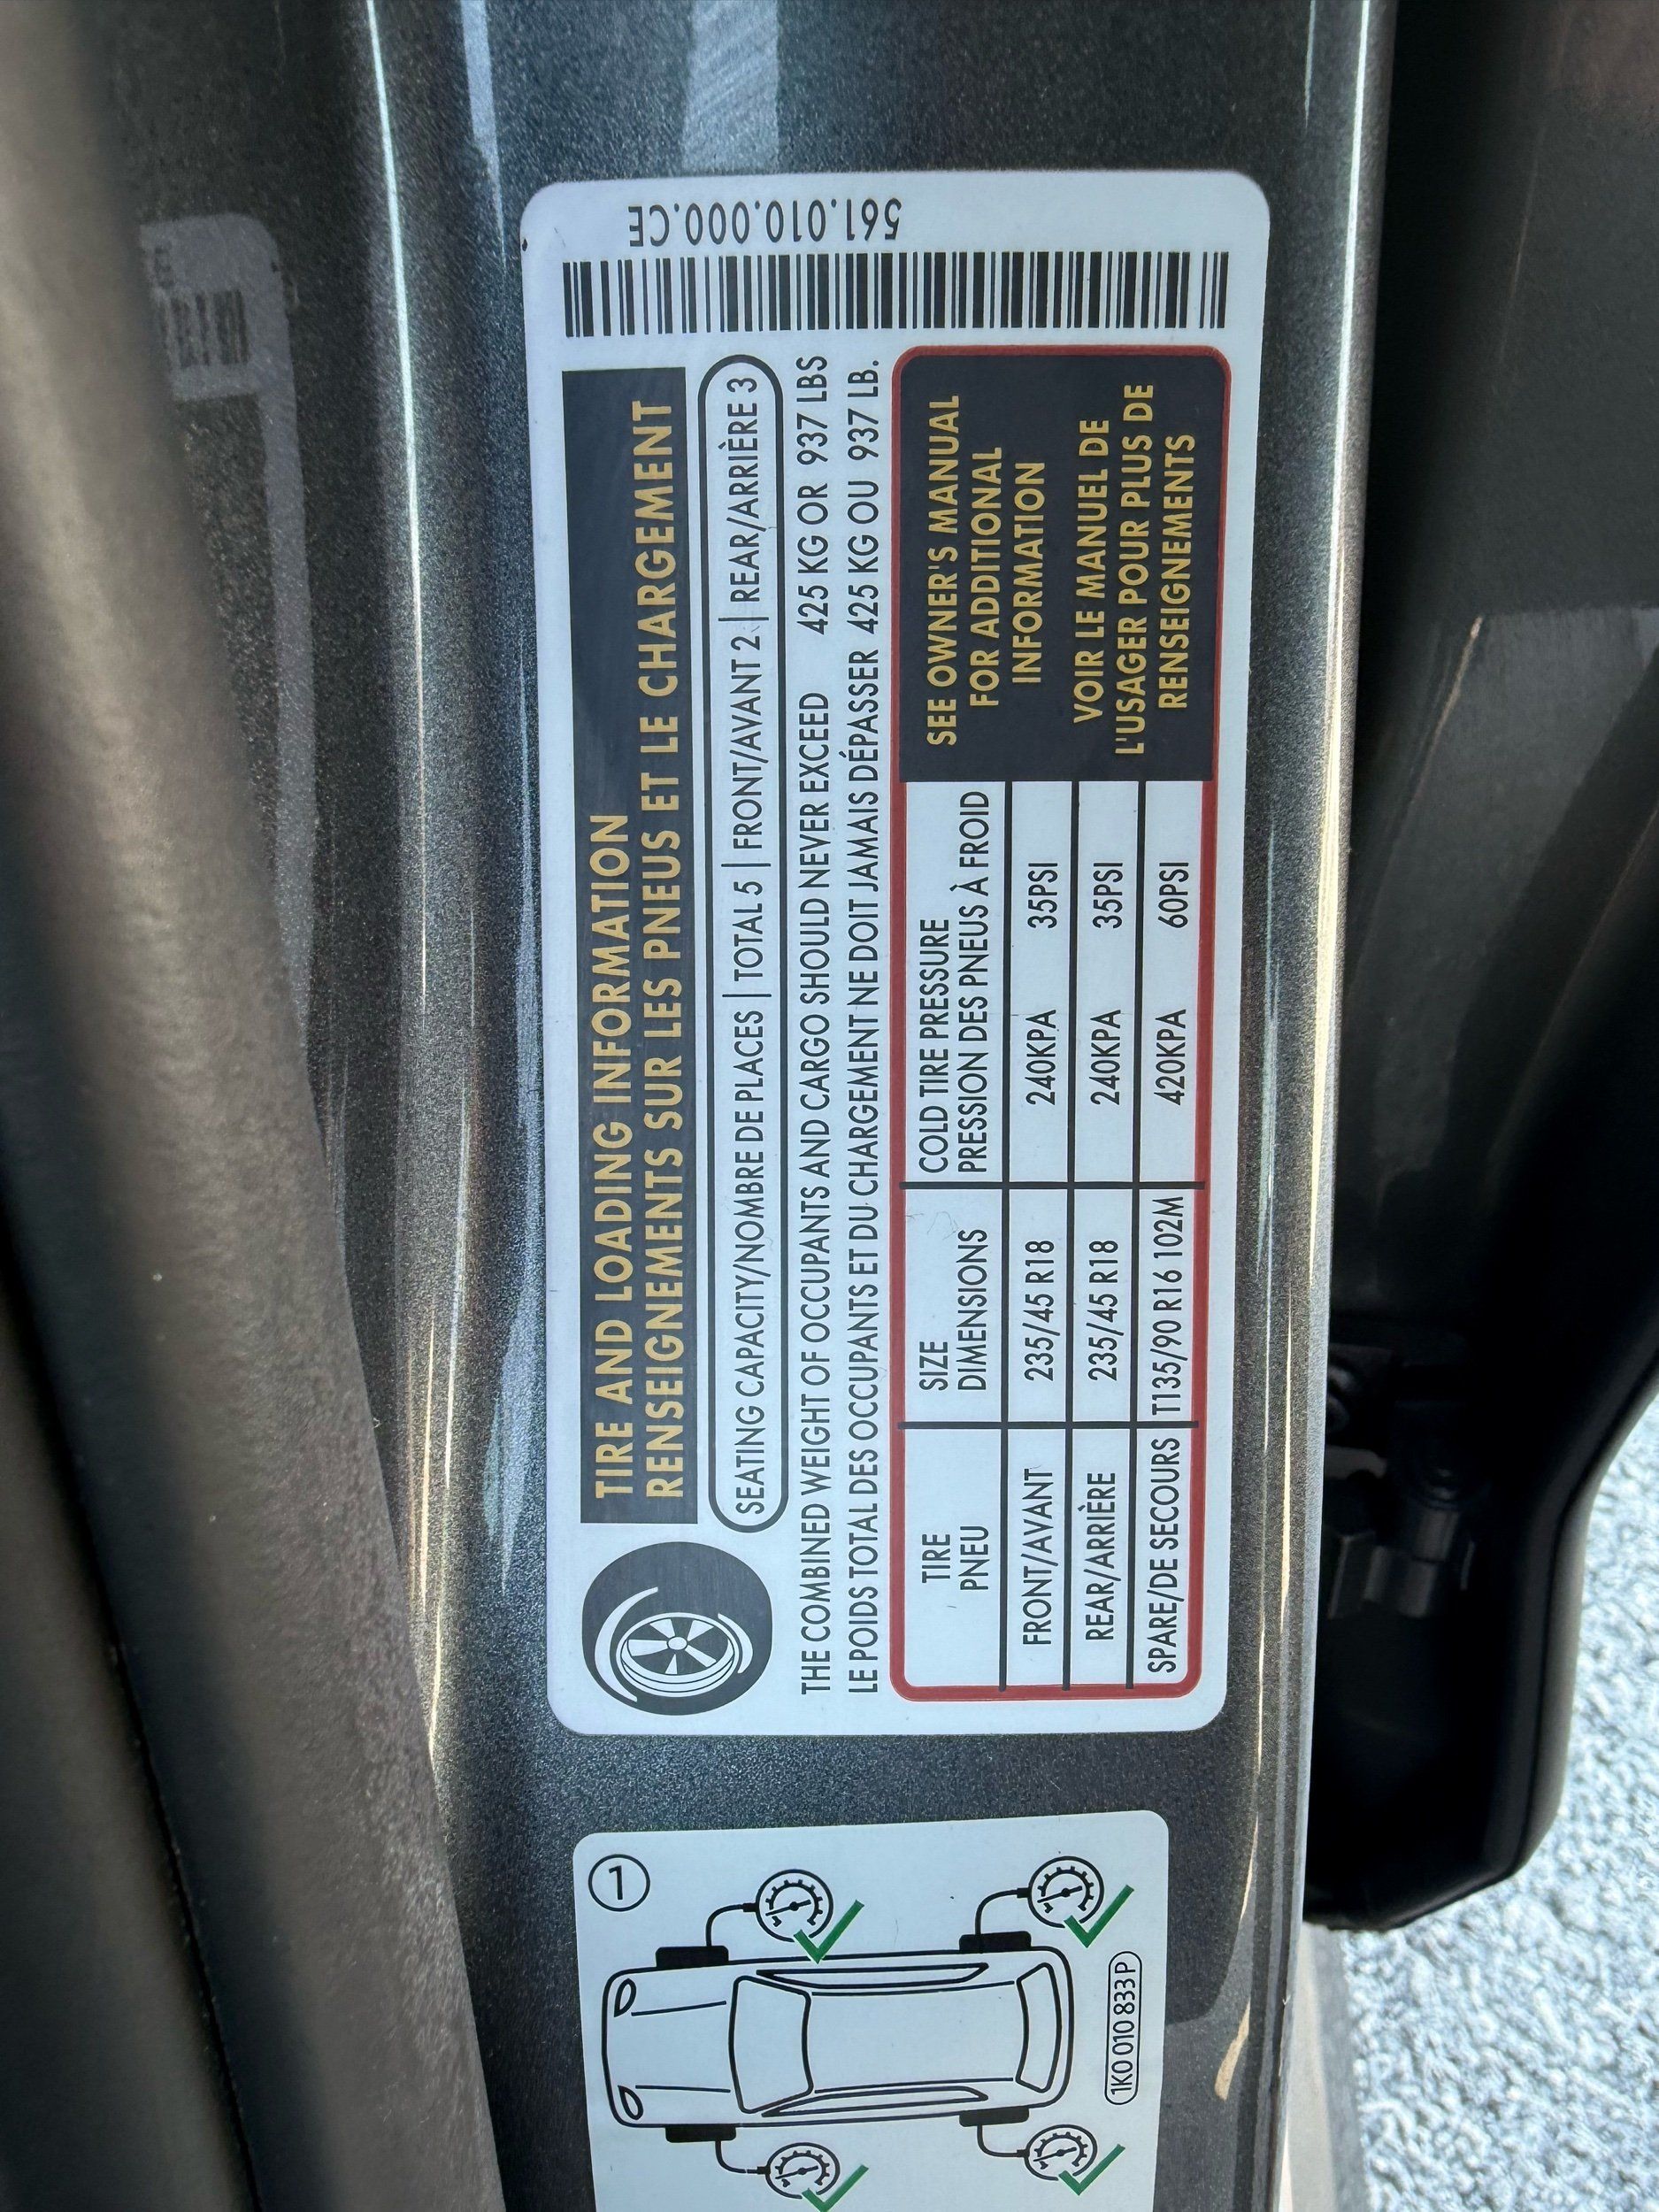 561.010.000.CE
TIRE AND LOADING INFORMATION
RENSEIGNEMENTS SUR LES PNEUS ET LE CHARGEMENT
SEATING CAPACITY/NOMBRE DE PLACES | TOTAL 5 | FRONT/AVANT 2 | REAR/ARRIÈRE 3
THE COMBINED WEIGHT OF OCCUPANTS AND CARGO SHOULD NEVER EXCEED 425 KG OR 937 LBS
LE POIDS TOTAL DES OCCUPANTS ET DU CHARGEMENT NE DOIT JAMAIS DÉPASSER 425 KG OU 937 LB.
TIRE SIZE COLD TIRE PRESSURE
PNEU DIMENSIONS PRESSION DES PNEUS À FROID
FRONT/AVANT 235/45 R18 240KPA 35PSI
REAR/ARRIÈRE 235/45 R18 240KPA 35PSI
SPARE/DE SECOURS T135/90 R16 102M 420KPA 60PSI
SEE OWNER'S MANUAL
FOR ADDITIONAL
INFORMATION
VOIR LE MANUEL DE
L'USAGER POUR PLUS DE
RENSEIGNEMENTS
1
1K0 010 833 P